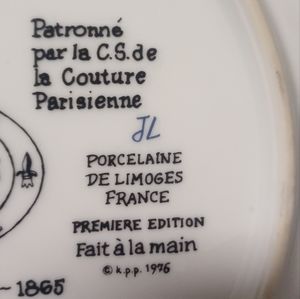 Patronné
par la C.S. de
la Couture
Parisienne
JL
PORCELAINE
DE LIMOGES
FRANCE
PREMIERE EDITION
Fait à la main
© k.p.p. 1976
~ 1865